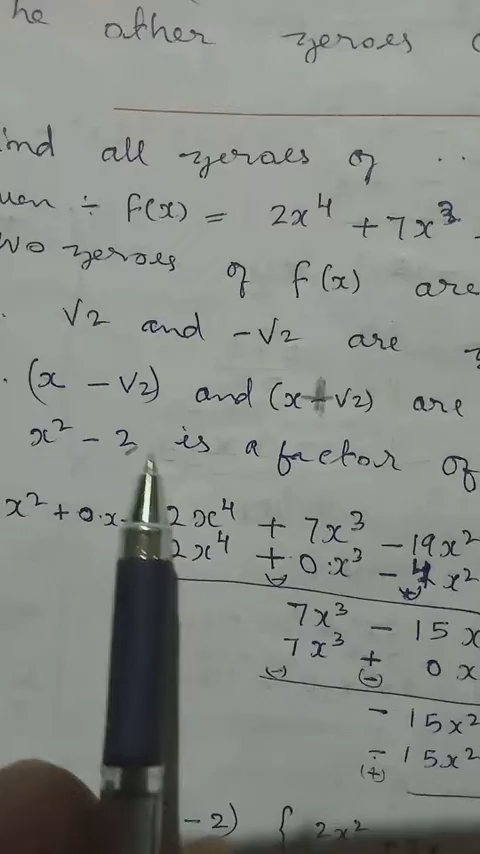 he other zeroes
ind all zeroes of ..
ven ÷ f(x) = 2x⁴ + 7x³
wo zeroes of f(x) are
√2 and -√2 are
(x - √2) and (x+√2) are
x² - 2 is a factor of
x² + 0.x 2x⁴ + 7x³ - 19x²
2x⁴ + 0.x³ - 4x²
(-) (+)
7x³ - 15x
7x³ + 0x
(-) (-)
- 15x²
- 15x²
(+)
-2) { 2x²